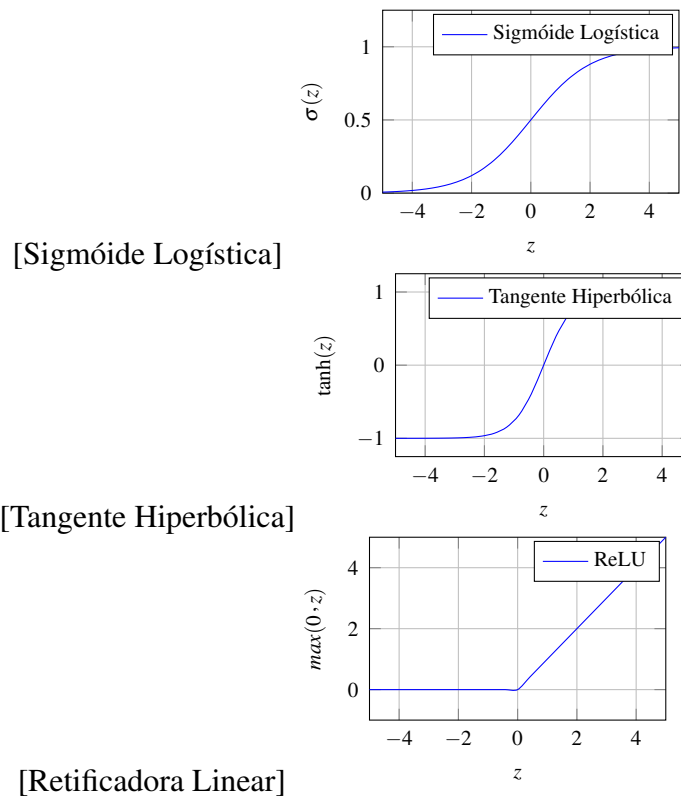 Sigmóide Logística
1
0.5
0
σ(z)
−4 −2 0 2 4
z
[Sigmóide Logística]
Tangente Hiperbólica
1
0
−1
tanh(z)
−4 −2 0 2 4
z
[Tangente Hiperbólica]
ReLU
4
2
0
max(0,z)
−4 −2 0 2 4
z
[Retificadora Linear]